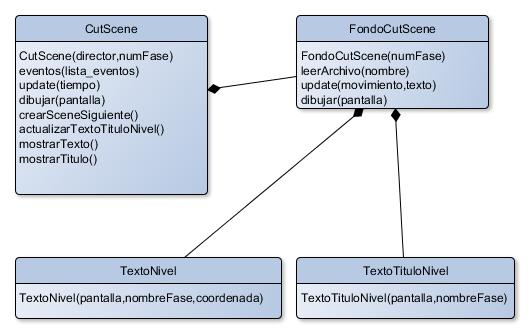 CutScene
CutScene(director,numFase)
eventos(lista_eventos)
update(tiempo)
dibujar(pantalla)
crearSceneSiguiente()
actualizarTextoTituloNivel()
mostrarTexto()
mostrarTitulo()
FondoCutScene
FondoCutScene(numFase)
leerArchivo(nombre)
update(movimiento,texto)
dibujar(pantalla)
TextoNivel
TextoNivel(pantalla,nombreFase,coordenada)
TextoTituloNivel
TextoTituloNivel(pantalla,nombreFase)